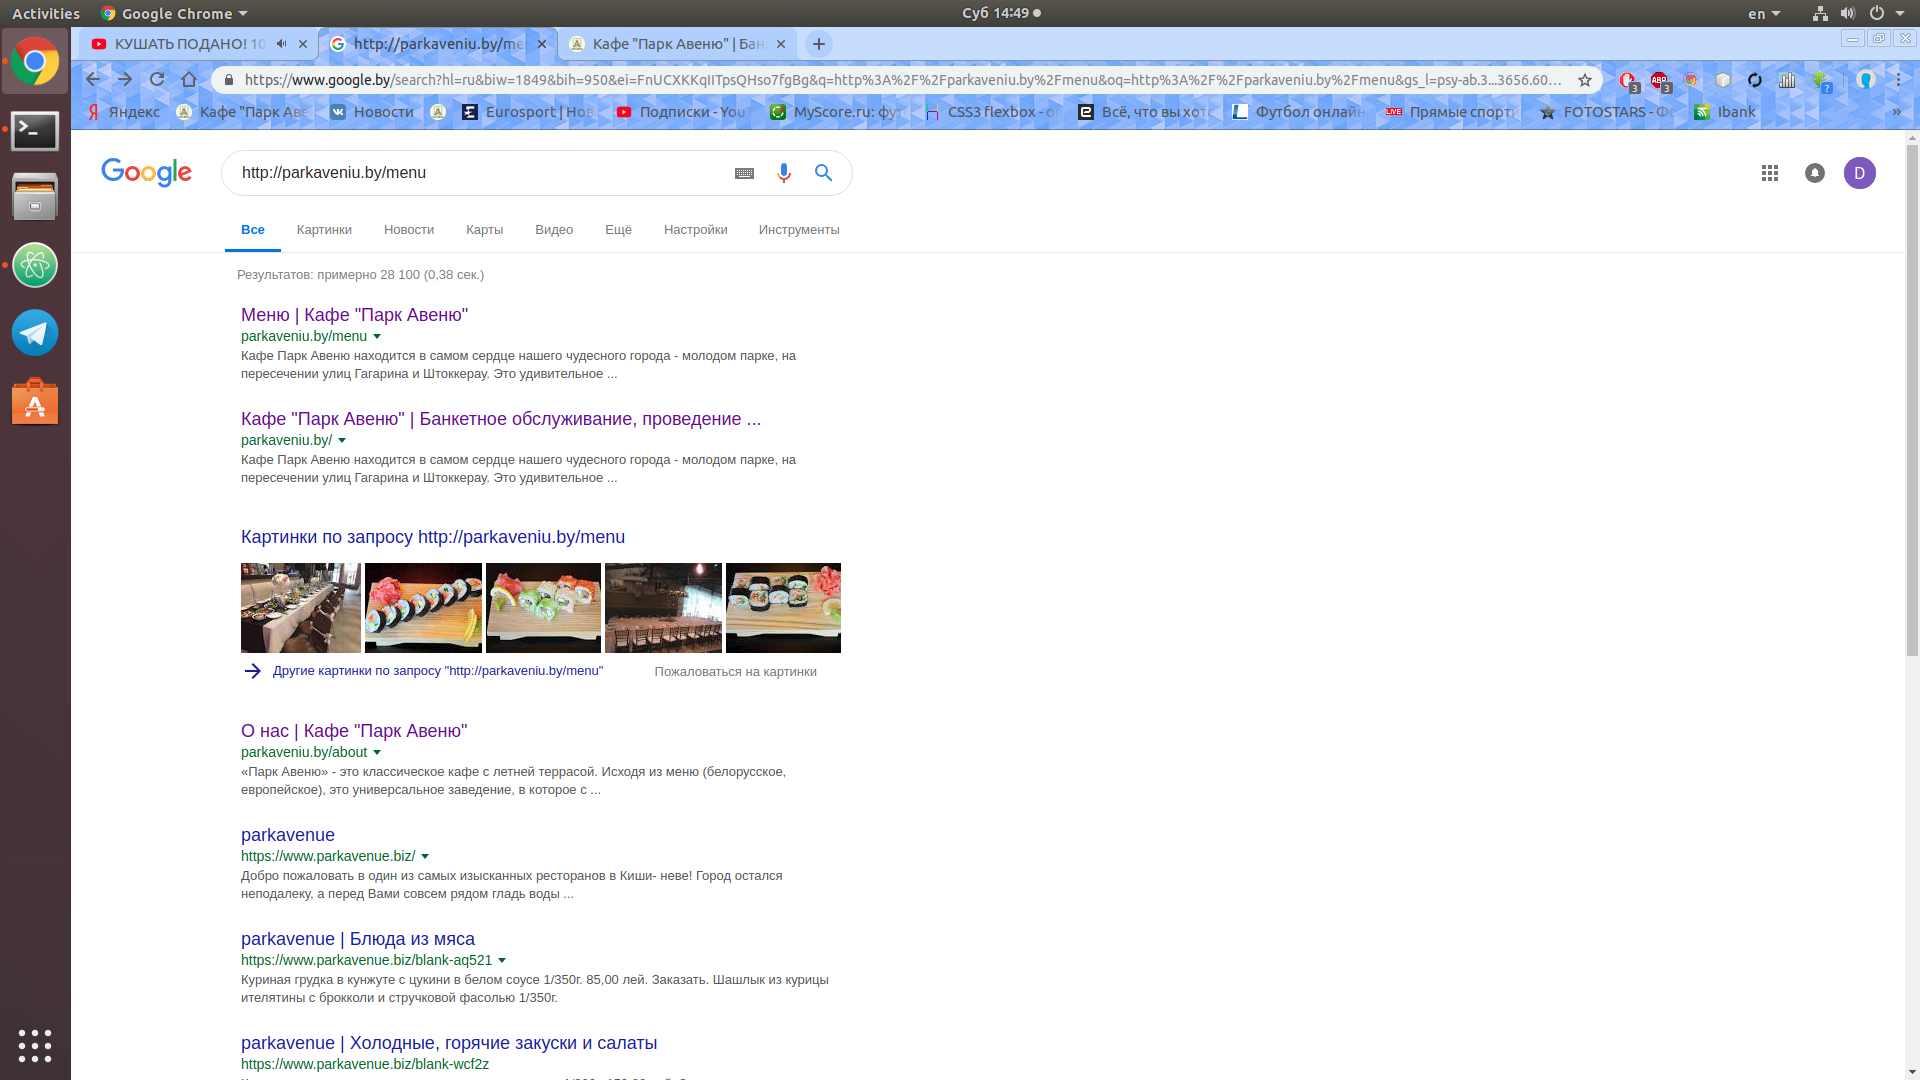 Activities
Google Chrome
Суб 14:49
en
КУШАТЬ ПОДАНО! 10
http://parkaveniu.by/me
Кафе "Парк Авеню" | Бан
https://www.google.by/search?hl=ru&biw=1849&bih=950&ei=FnUCXKKqIITpsQHso7fgBg&q=http%3A%2F%2Fparkaveniu.by%2Fmenu&oq=http%3A%2F%2Fparkaveniu.by%2Fmenu&gs_l=psy-ab.3...3656.60...
3
ABP
3
?
Яндекс
Кафе "Парк Аве
Новости
Eurosport | Нов
Подписки - You
MyScore.ru: фут
CSS3 flexbox - о
Всё, что вы хот
Футбол онлайн
LIVE
Прямые спорти
FOTOSTARS - Фо
Ibank
»
Google
http://parkaveniu.by/menu
D
Все
Картинки
Новости
Карты
Видео
Ещё
Настройки
Инструменты
Результатов: примерно 28 100 (0,38 сек.)
Меню | Кафе "Парк Авеню"
parkaveniu.by/menu
Кафе Парк Авеню находится в самом сердце нашего чудесного города - молодом парке, на
пересечении улиц Гагарина и Штоккерау. Это удивительное ...
Кафе "Парк Авеню" | Банкетное обслуживание, проведение ...
parkaveniu.by/
Кафе Парк Авеню находится в самом сердце нашего чудесного города - молодом парке, на
пересечении улиц Гагарина и Штоккерау. Это удивительное ...
Картинки по запросу http://parkaveniu.by/menu
Другие картинки по запросу "http://parkaveniu.by/menu"
Пожаловаться на картинки
О нас | Кафе "Парк Авеню"
parkaveniu.by/about
«Парк Авеню» - это классическое кафе с летней террасой. Исходя из меню (белорусское,
европейское), это универсальное заведение, в которое с ...
parkavenue
https://www.parkavenue.biz/
Добро пожаловать в один из самых изысканных ресторанов в Киши- неве! Город остался
неподалеку, а перед Вами совсем рядом гладь воды ...
parkavenue | Блюда из мяса
https://www.parkavenue.biz/blank-aq521
Куриная грудка в кунжуте с цукини в белом соусе 1/350г. 85,00 лей. Заказать. Шашлык из курицы
ителятины с брокколи и стручковой фасолью 1/350г.
parkavenue | Холодные, горячие закуски и салаты
https://www.parkavenue.biz/blank-wcf2z